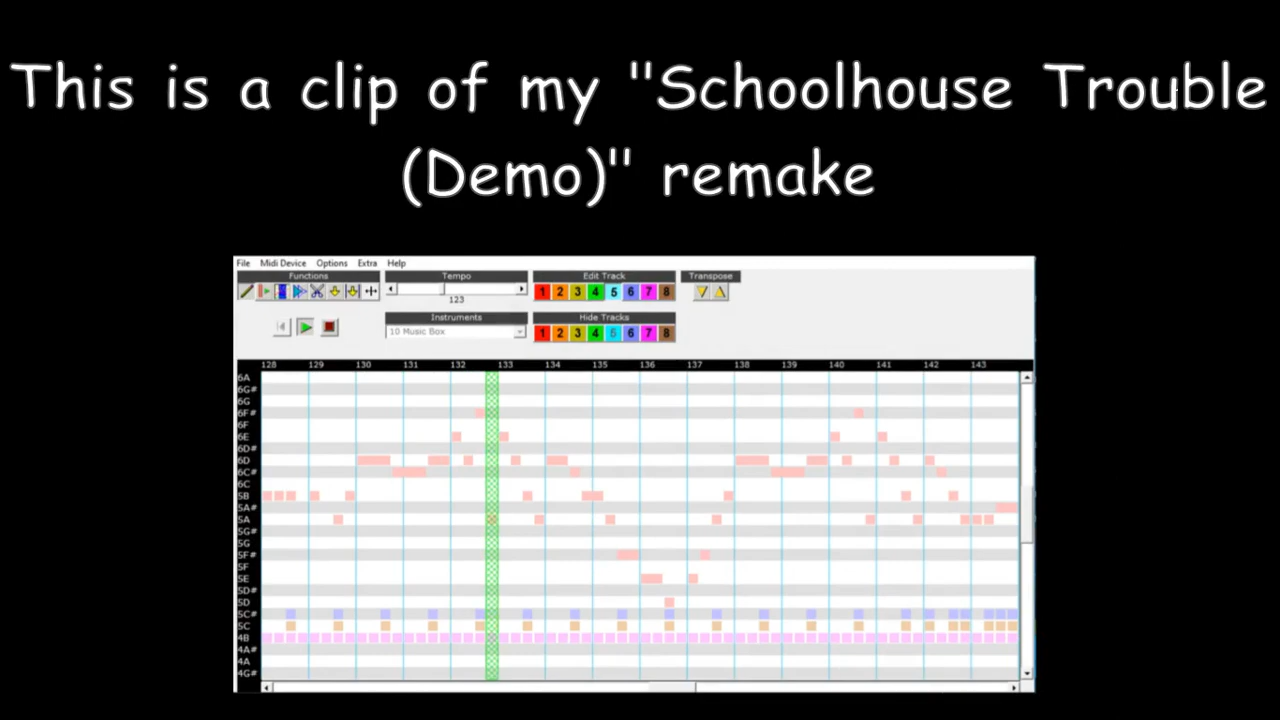 This is a clip of my "Schoolhouse Trouble
(Demo)" remake
File Midi Device Options Extra Help
Functions Tempo Edit Track Transpose
1 2 3 4 5 6 7 8
123
Instruments Hide Tracks
10 Music Box 1 2 3 4 5 6 7 8
128 129 130 131 132 133 134 135 136 137 138 139 140 141 142 143
6A
6G#
6G
6F#
6F
6E
6D#
6D
6C#
6C
5B
5A#
5A
5G#
5G
5F#
5F
5E
5D#
5D
5C#
5C
4B
4A#
4A
4G#